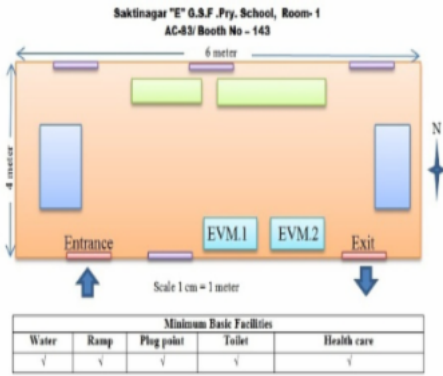 Saktinagar "E" G.S.F .Pry. School, Room- 1
AC-83/ Booth No – 143
6 meter
4 meter
N
EVM.1 EVM.2
Entrance Exit
Scale 1 cm = 1 meter
Minimum Basic Facilities
Water Ramp Plug point Toilet Health care
√ √ √ √ √